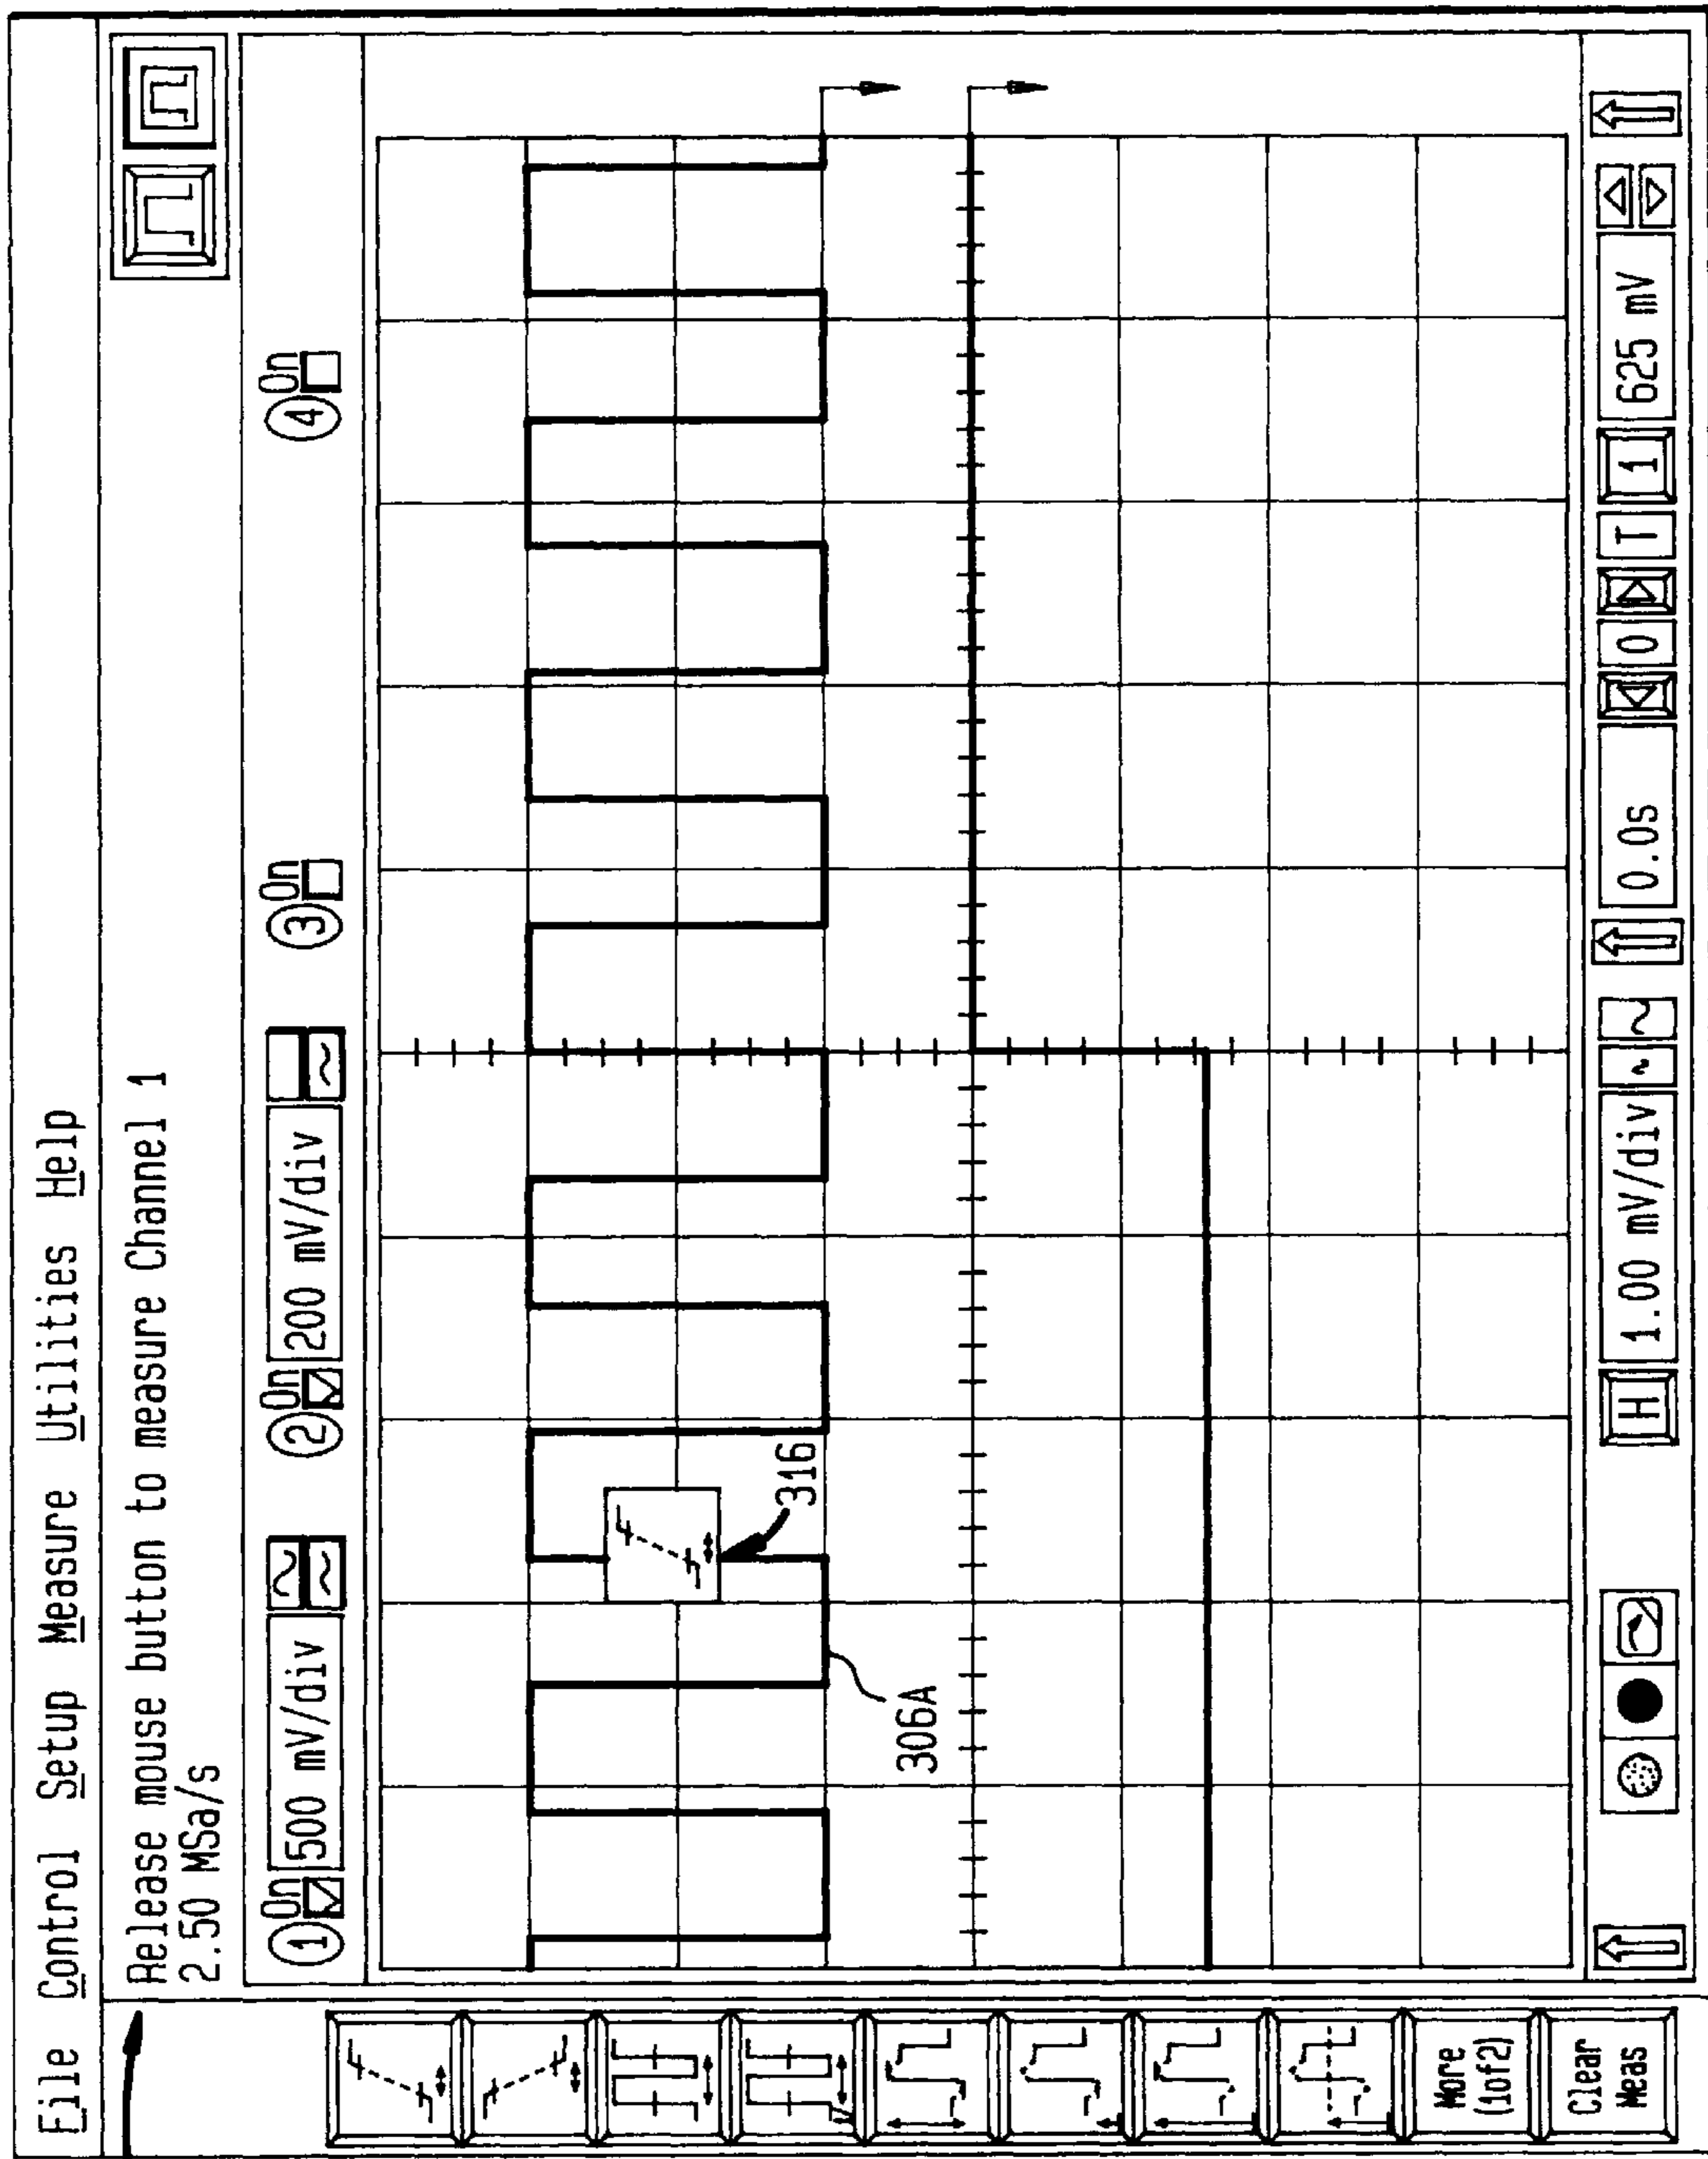 File Control Setup Measure Utilities Help
Release mouse button to measure Channel 1
2.50 MSa/s
1 On 500 mV/div 2 On 200 mV/div 3 On 4 On
316
306A
More
(1of2)
Clear
Meas
H 1.00 mV/div 0.0s 0 T 1 625 mV